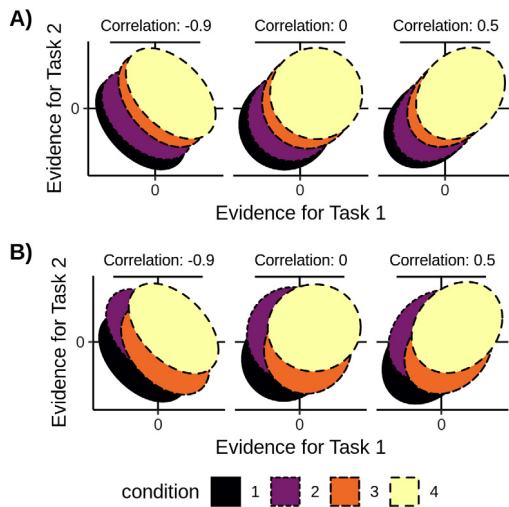 A)
Correlation: -0.9 Correlation: 0 Correlation: 0.5
Evidence for Task 2
0
0 0 0
Evidence for Task 1
B)
Correlation: -0.9 Correlation: 0 Correlation: 0.5
Evidence for Task 2
0
0 0 0
Evidence for Task 1
condition 1 2 3 4